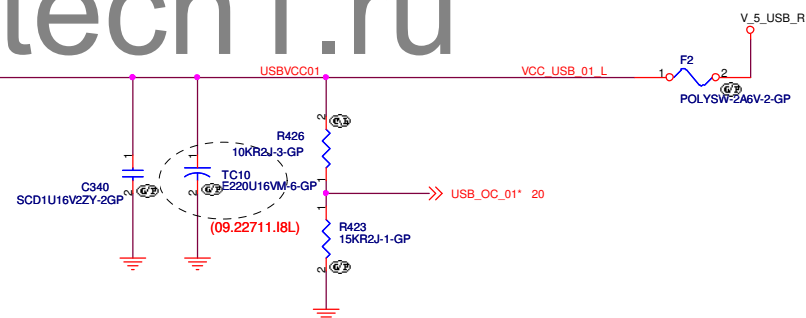 tech1.ru
V_5_USB_R
USBVCC01
VCC_USB_01_L
1
F2
2
G/P
POLYSW-2A6V-2-GP
2
R426
10KR2J-3-GP
1
1
C340
2
G/P
SCD1U16V2ZY-2GP
1
TC10
2
G/P
E220U16VM-6-GP
(09.22711.I8L)
USB_OC_01* 20
1
R423
15KR2J-1-GP
2
G/P